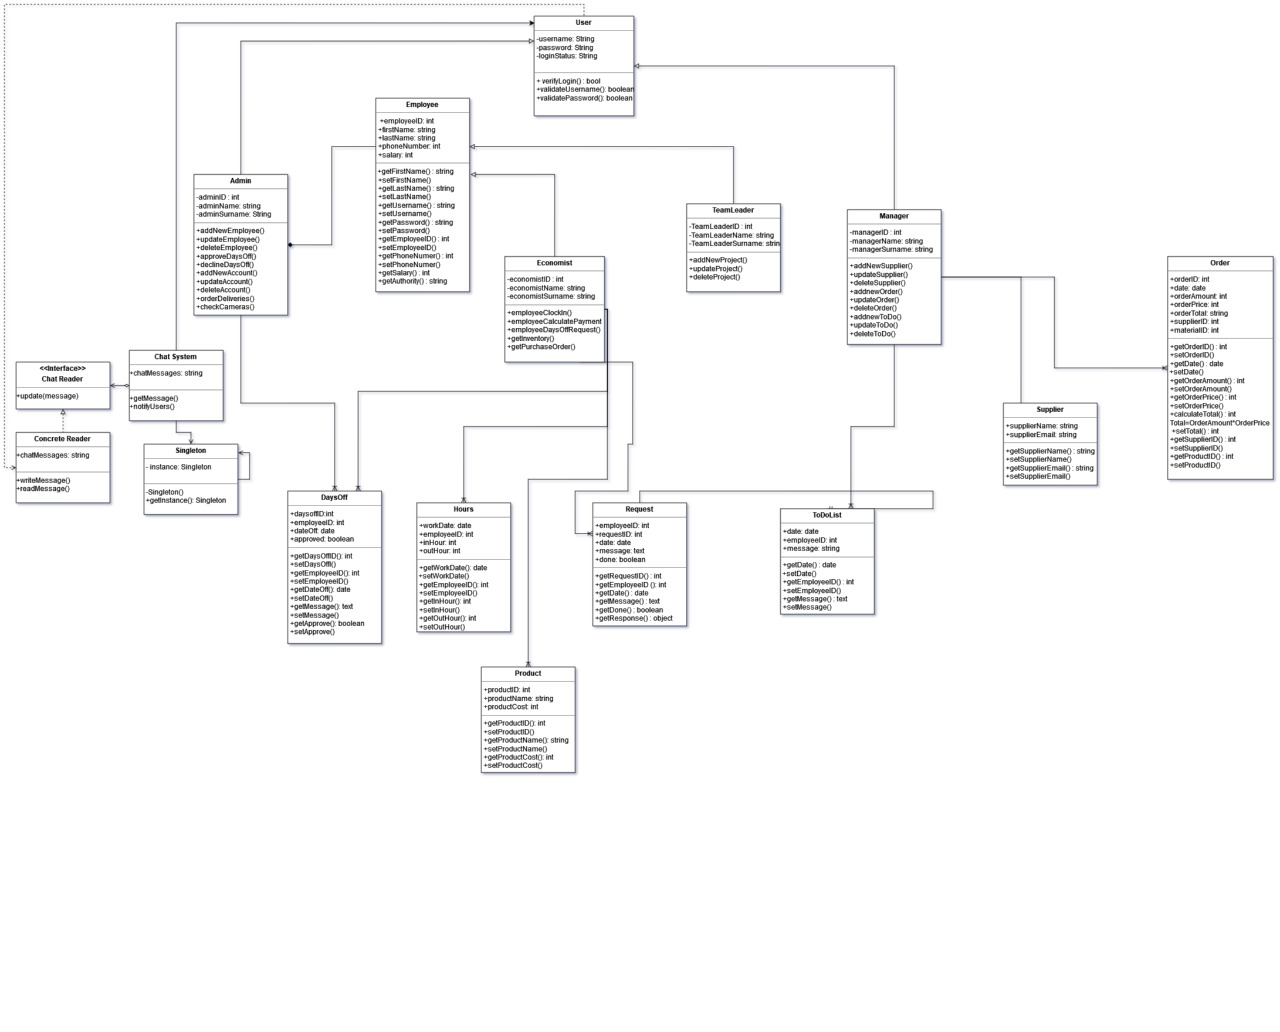 User
-username: String
-password: String
-loginStatus: String
+ verifyLogin() : bool
+validateUsername(): boolean
+validatePassword(): boolean
Employee
+employeeID: int
+firstName: string
+lastName: string
+phoneNumber: int
+salary: int
+getFirstName() : string
+setFirstName()
+getLastName() : string
+setLastName()
+getUsername() : string
+setUsername()
+getPassword() : string
+setPassword()
+getEmployeeID() : int
+setEmployeeID()
+getPhoneNumer() : int
+setPhoneNumer()
+getSalary() : int
+getAuthority() : string
Admin
-adminID : int
-adminName: string
-adminSurname: String
+addNewEmployee()
+updateEmployee()
+deleteEmployee()
+approveDaysOff()
+declineDaysOff()
+addNewAccount()
+updateAccount()
+deleteAccount()
+orderDeliveries()
+checkCameras()
TeamLeader
-TeamLeaderID : int
-TeamLeaderName: string
-TeamLeaderSurname: strin
+addNewProject()
+updateProject()
+deleteProject()
Manager
-managerID : int
-managerName: string
-managerSurname: string
+addNewSupplier()
+updateSupplier()
+deleteSupplier()
+addnewOrder()
+updateOrder()
+deleteOrder()
+addnewToDo()
+updateToDo()
+deleteToDo()
Economist
-economistID : int
-economistName: string
-economistSurname: string
+employeeClockIn()
+employeeCalculatePayment
+employeeDaysOffRequest()
+getInventory()
+getPurchaseOrder()
Order
+orderID: int
+date: date
+orderAmount: int
+orderPrice: int
+orderTotal: string
+supplierID: int
+materialID: int
+getOrderID() : int
+setOrderID()
+getDate() : date
+setDate()
+getOrderAmount() : int
+setOrderAmount()
+getOrderPrice() : int
+setOrderPrice()
+calculateTotal() : int
Total=OrderAmount*OrderPrice
+setTotal() : int
+getSupplierID() : int
+setSupplierID()
+getProductID() : int
+setProductID()
Chat System
+chatMessages: string
+getMessage()
+notifyUsers()
<<Interface>>
Chat Reader
+update(message)
Concrete Reader
+chatMessages: string
+writeMessage()
+readMessage()
Singleton
- instance: Singleton
-Singleton()
+getInstance(): Singleton
Supplier
+supplierName: string
+supplierEmail: string
+getSupplierName() : string
+setSupplierName()
+getSupplierEmail() : string
+setSupplierEmail()
DaysOff
+daysoffID:int
+employeeID: int
+dateOff: date
+approved: boolean
+getDaysOffID(): int
+setDaysOff()
+getEmployeeID(): int
+setEmployeeID()
+getDateOff(): date
+setDateOff()
+getMessage(): text
+setMessage()
+getApprove(): boolean
+setApprove()
Hours
+workDate: date
+employeeID: int
+inHour: int
+outHour: int
+getWorkDate(): date
+setWorkDate()
+getEmployeeID(): int
+setEmployeeID()
+getInHour(): int
+setInHour()
+getOutHour(): int
+setOutHour()
Request
+employeeID: int
+requestID: int
+date: date
+message: text
+done: boolean
+getRequestID() : int
+getEmployeeID (): int
+getDate() : date
+getMessage() : text
+getDone() : boolean
+getResponse() : object
ToDoList
+date: date
+employeeID: int
+message: string
+getDate() : date
+setDate()
+getEmployeeID() : int
+setEmployeeID()
+getMessage() : text
+setMessage()
Product
+productID: int
+productName: string
+productCost: int
+getProductID(): int
+setProductID()
+getProductName(): string
+setProductName()
+getProductCost(): int
+setProductCost()